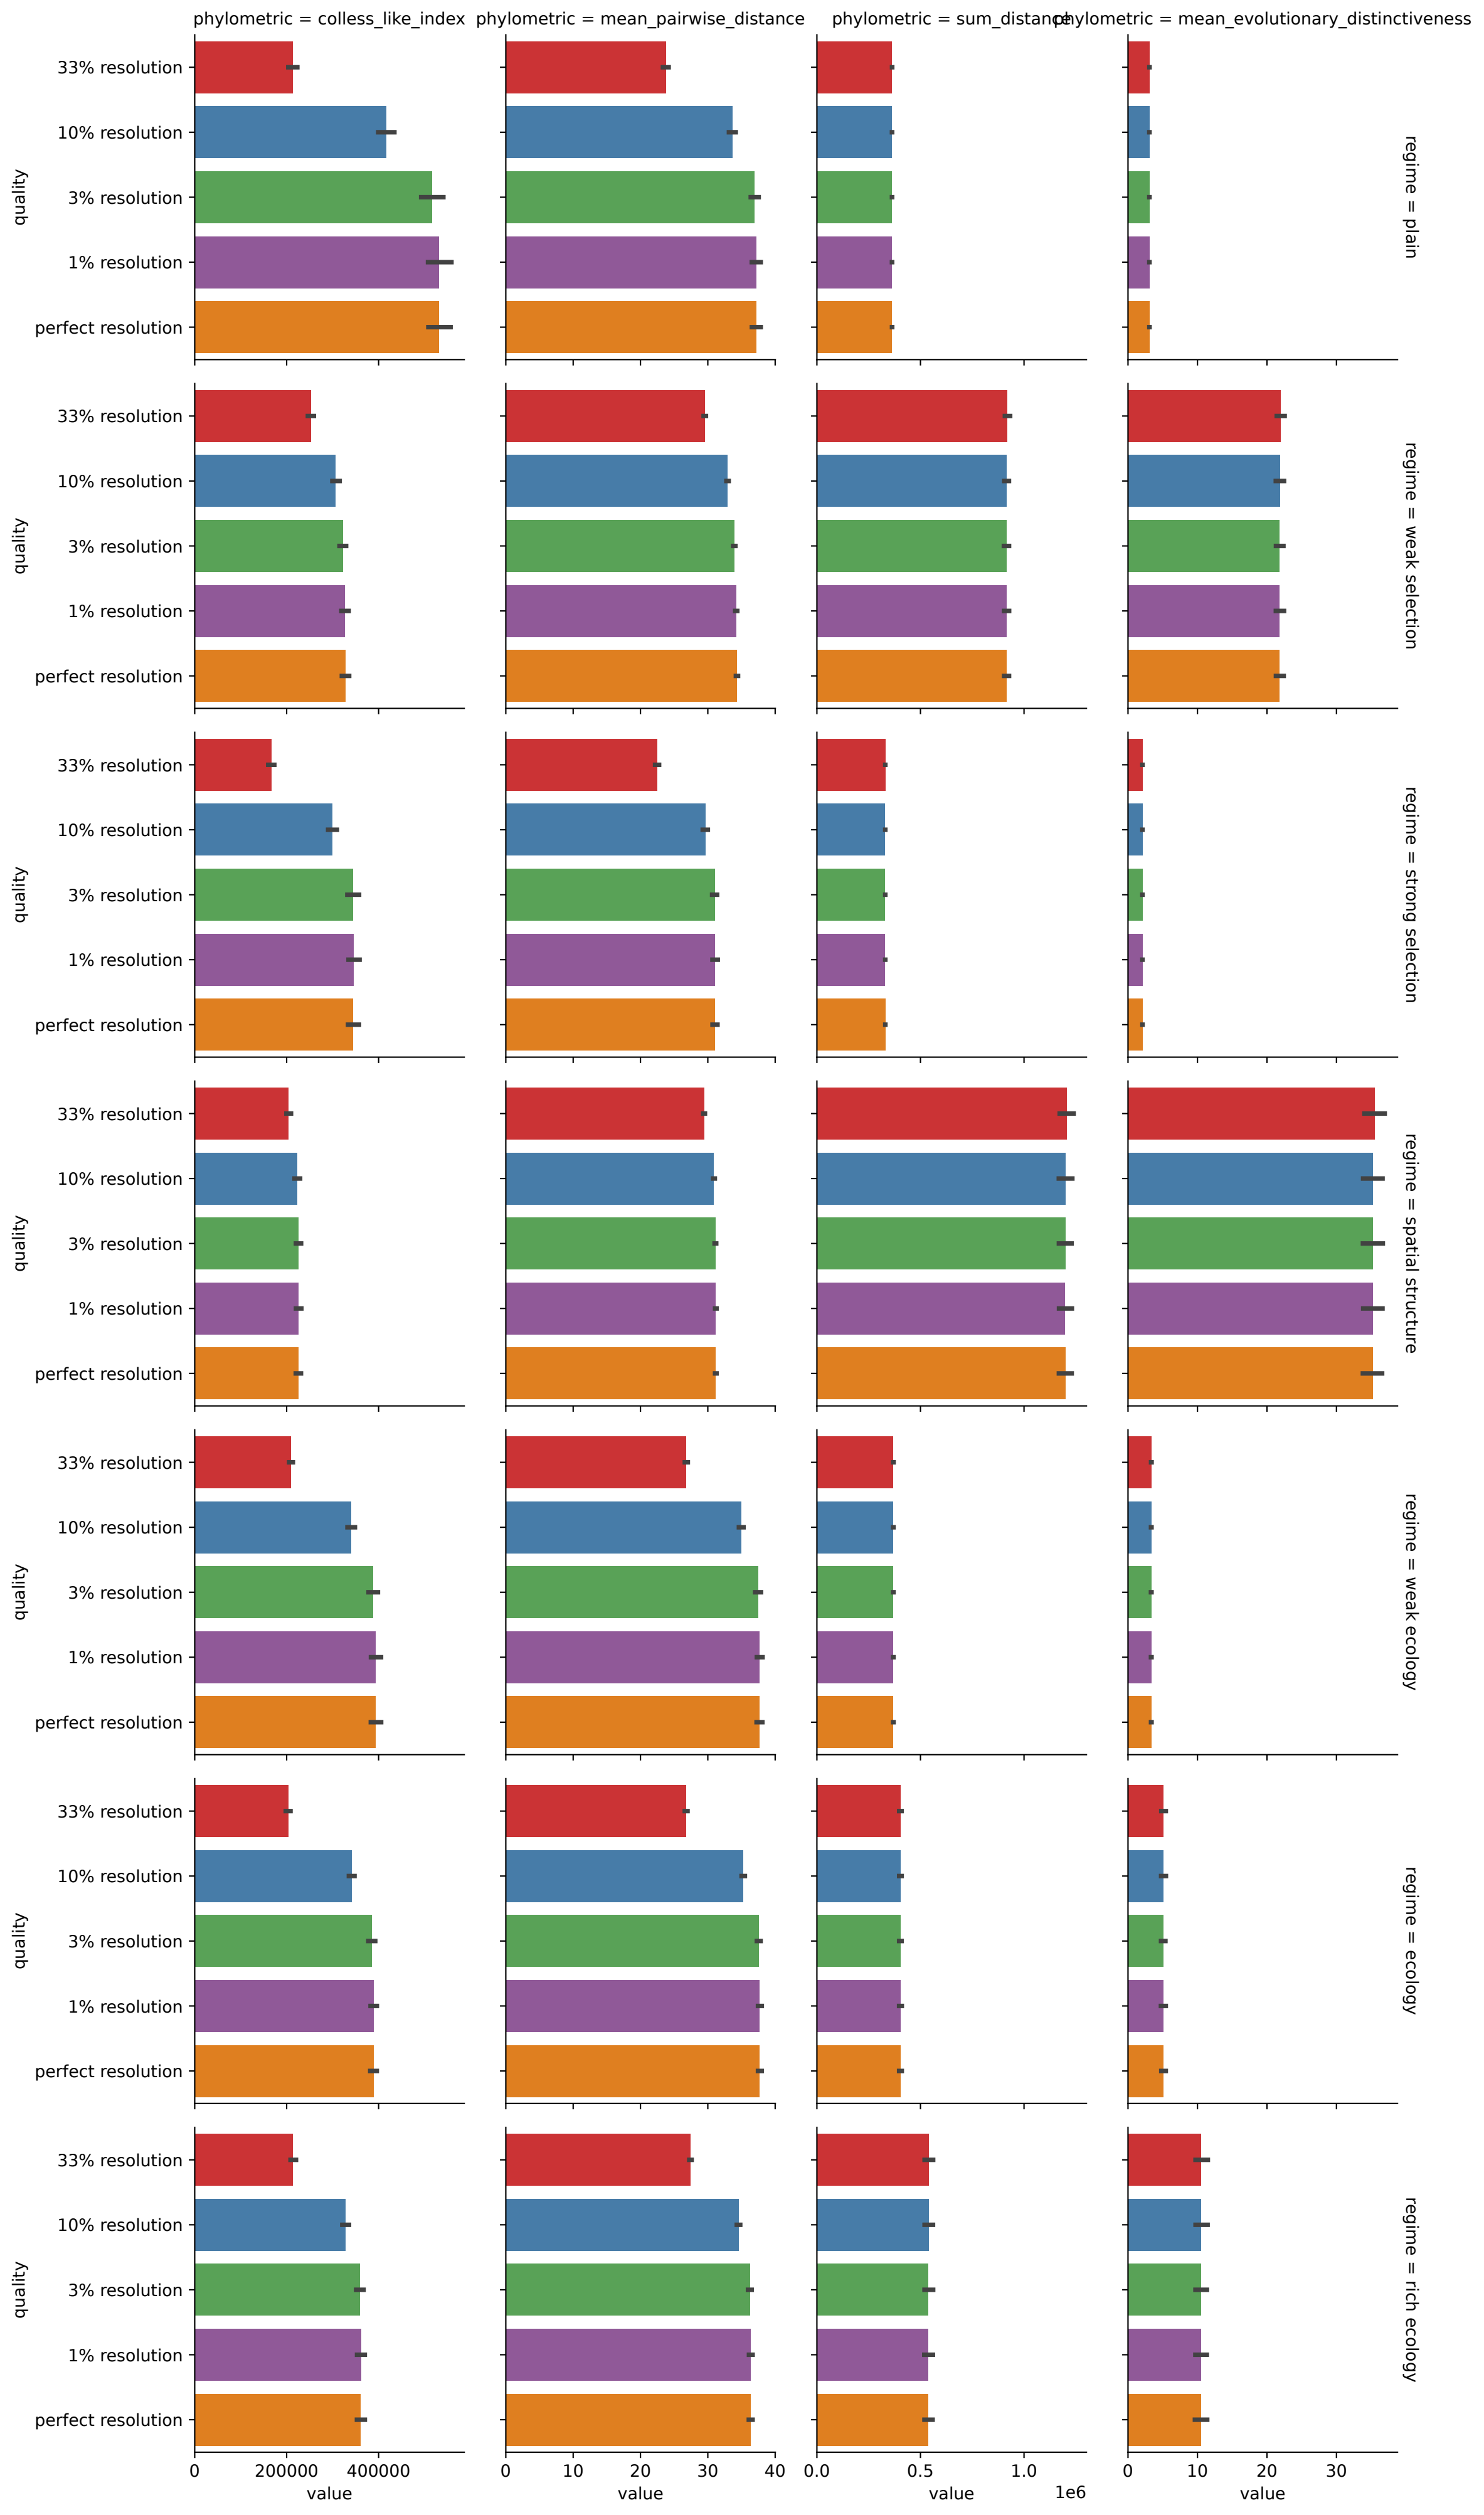 phylometric = colless_like_index
phylometric = mean_pairwise_distance
phylometric = sum_distance
phylometric = mean_evolutionary_distinctiveness
quality
33% resolution
10% resolution
3% resolution
1% resolution
perfect resolution
regime = plain
quality
33% resolution
10% resolution
3% resolution
1% resolution
perfect resolution
regime = weak selection
quality
33% resolution
10% resolution
3% resolution
1% resolution
perfect resolution
regime = strong selection
quality
33% resolution
10% resolution
3% resolution
1% resolution
perfect resolution
regime = spatial structure
quality
33% resolution
10% resolution
3% resolution
1% resolution
perfect resolution
regime = weak ecology
quality
33% resolution
10% resolution
3% resolution
1% resolution
perfect resolution
regime = ecology
quality
33% resolution
10% resolution
3% resolution
1% resolution
perfect resolution
regime = rich ecology
0 200000 400000
value
0 10 20 30 40
value
0.0 0.5 1.0
1e6
value
0 10 20 30
value